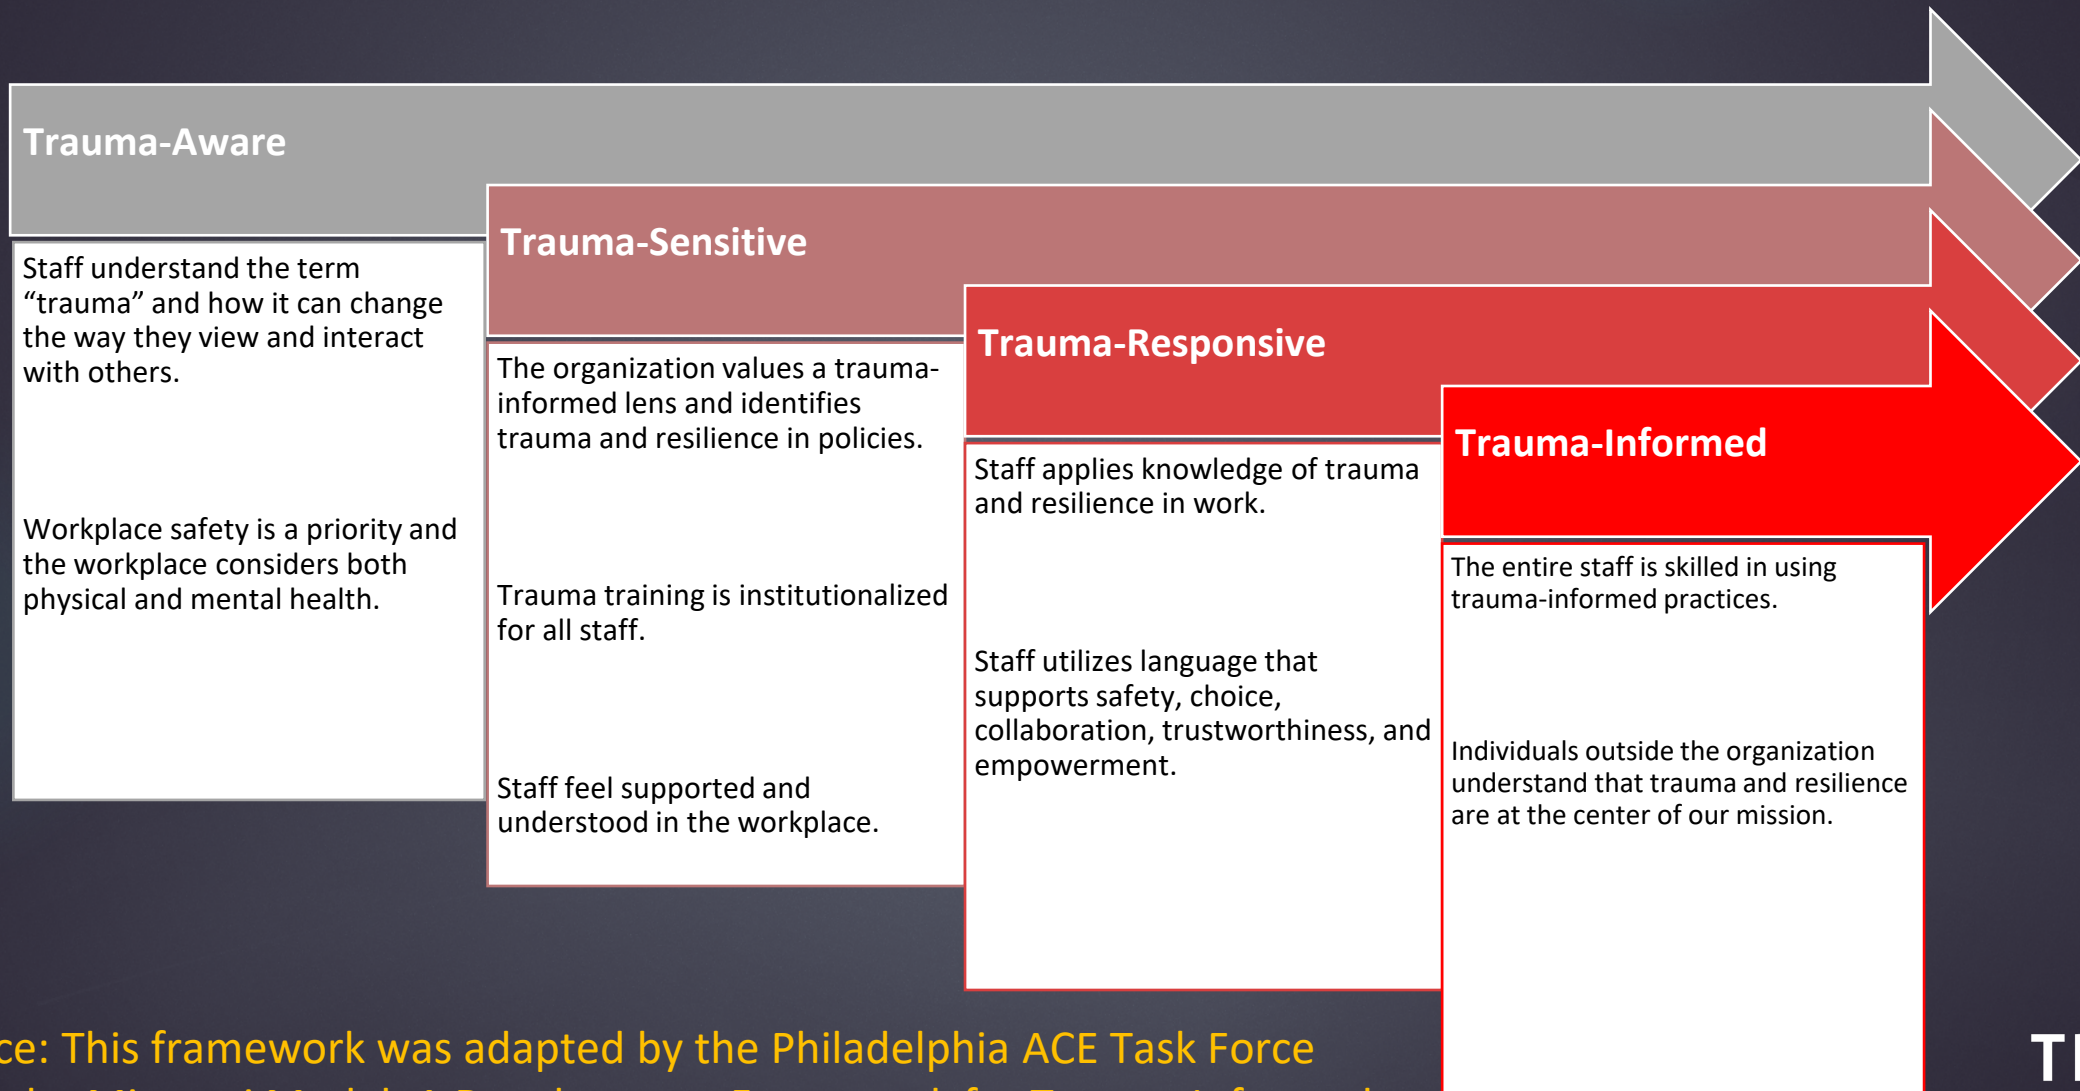 Trauma-Aware
Staff understand the term
“trauma” and how it can change
the way they view and interact
with others.
Workplace safety is a priority and
the workplace considers both
physical and mental health.
Trauma-Sensitive
The organization values a trauma-
informed lens and identifies
trauma and resilience in policies.
Trauma training is institutionalized
for all staff.
Staff feel supported and
understood in the workplace.
Trauma-Responsive
Staff applies knowledge of trauma
and resilience in work.
Staff utilizes language that
supports safety, choice,
collaboration, trustworthiness, and
empowerment.
Trauma-Informed
The entire staff is skilled in using
trauma-informed practices.
Individuals outside the organization
understand that trauma and resilience
are at the center of our mission.
ce: This framework was adapted by the Philadelphia ACE Task Force